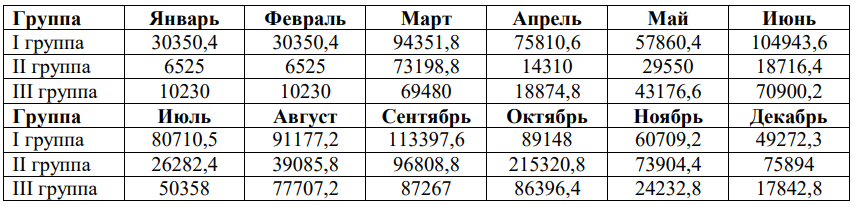 Группа Январь Февраль Март Апрель Май Июнь
I группа 30350,4 30350,4 94351,8 75810,6 57860,4 104943,6
II группа 6525 6525 73198,8 14310 29550 18716,4
III группа 10230 10230 69480 18874,8 43176,6 70900,2
Группа Июль Август Сентябрь Октябрь Ноябрь Декабрь
I группа 80710,5 91177,2 113397,6 89148 60709,2 49272,3
II группа 26282,4 39085,8 96808,8 215320,8 73904,4 75894
III группа 50358 77707,2 87267 86396,4 24232,8 17842,8